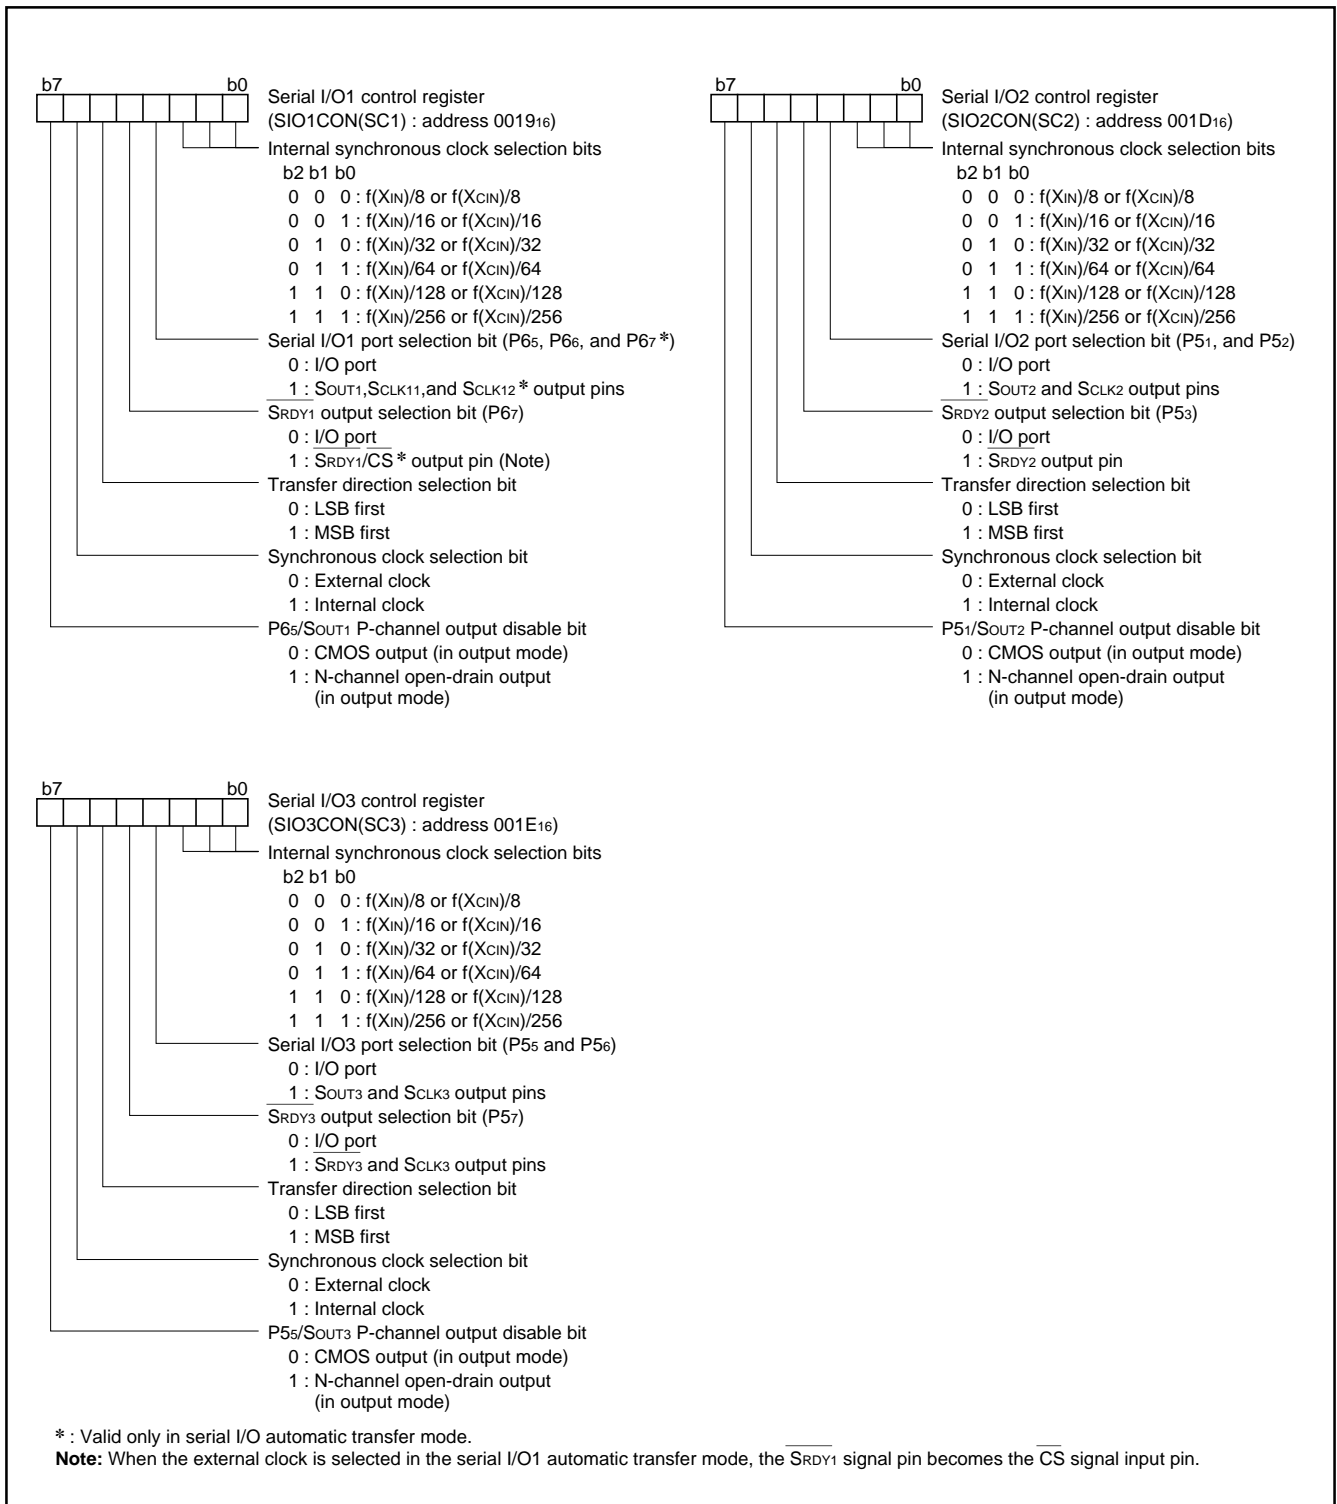 b7 b0
Serial I/O1 control register
(SIO1CON(SC1) : address 001916)
Internal synchronous clock selection bits
b2 b1 b0
0 0 0 : f(XIN)/8 or f(XCIN)/8
0 0 1 : f(XIN)/16 or f(XCIN)/16
0 1 0 : f(XIN)/32 or f(XCIN)/32
0 1 1 : f(XIN)/64 or f(XCIN)/64
1 1 0 : f(XIN)/128 or f(XCIN)/128
1 1 1 : f(XIN)/256 or f(XCIN)/256
Serial I/O1 port selection bit (P65, P66, and P67*)
0 : I/O port
1 : SOUT1,SCLK11,and SCLK12* output pins
SRDY1 output selection bit (P67)
0 : I/O port
1 : SRDY1/CS* output pin (Note)
Transfer direction selection bit
0 : LSB first
1 : MSB first
Synchronous clock selection bit
0 : External clock
1 : Internal clock
P65/SOUT1 P-channel output disable bit
0 : CMOS output (in output mode)
1 : N-channel open-drain output
(in output mode)
b7 b0
Serial I/O2 control register
(SIO2CON(SC2) : address 001D16)
Internal synchronous clock selection bits
b2 b1 b0
0 0 0 : f(XIN)/8 or f(XCIN)/8
0 0 1 : f(XIN)/16 or f(XCIN)/16
0 1 0 : f(XIN)/32 or f(XCIN)/32
0 1 1 : f(XIN)/64 or f(XCIN)/64
1 1 0 : f(XIN)/128 or f(XCIN)/128
1 1 1 : f(XIN)/256 or f(XCIN)/256
Serial I/O2 port selection bit (P51, and P52)
0 : I/O port
1 : SOUT2 and SCLK2 output pins
SRDY2 output selection bit (P53)
0 : I/O port
1 : SRDY2 output pin
Transfer direction selection bit
0 : LSB first
1 : MSB first
Synchronous clock selection bit
0 : External clock
1 : Internal clock
P51/SOUT2 P-channel output disable bit
0 : CMOS output (in output mode)
1 : N-channel open-drain output
(in output mode)
b7 b0
Serial I/O3 control register
(SIO3CON(SC3) : address 001E16)
Internal synchronous clock selection bits
b2 b1 b0
0 0 0 : f(XIN)/8 or f(XCIN)/8
0 0 1 : f(XIN)/16 or f(XCIN)/16
0 1 0 : f(XIN)/32 or f(XCIN)/32
0 1 1 : f(XIN)/64 or f(XCIN)/64
1 1 0 : f(XIN)/128 or f(XCIN)/128
1 1 1 : f(XIN)/256 or f(XCIN)/256
Serial I/O3 port selection bit (P55 and P56)
0 : I/O port
1 : SOUT3 and SCLK3 output pins
SRDY3 output selection bit (P57)
0 : I/O port
1 : SRDY3 and SCLK3 output pins
Transfer direction selection bit
0 : LSB first
1 : MSB first
Synchronous clock selection bit
0 : External clock
1 : Internal clock
P55/SOUT3 P-channel output disable bit
0 : CMOS output (in output mode)
1 : N-channel open-drain output
(in output mode)
* : Valid only in serial I/O automatic transfer mode.
Note: When the external clock is selected in the serial I/O1 automatic transfer mode, the SRDY1 signal pin becomes the CS signal input pin.